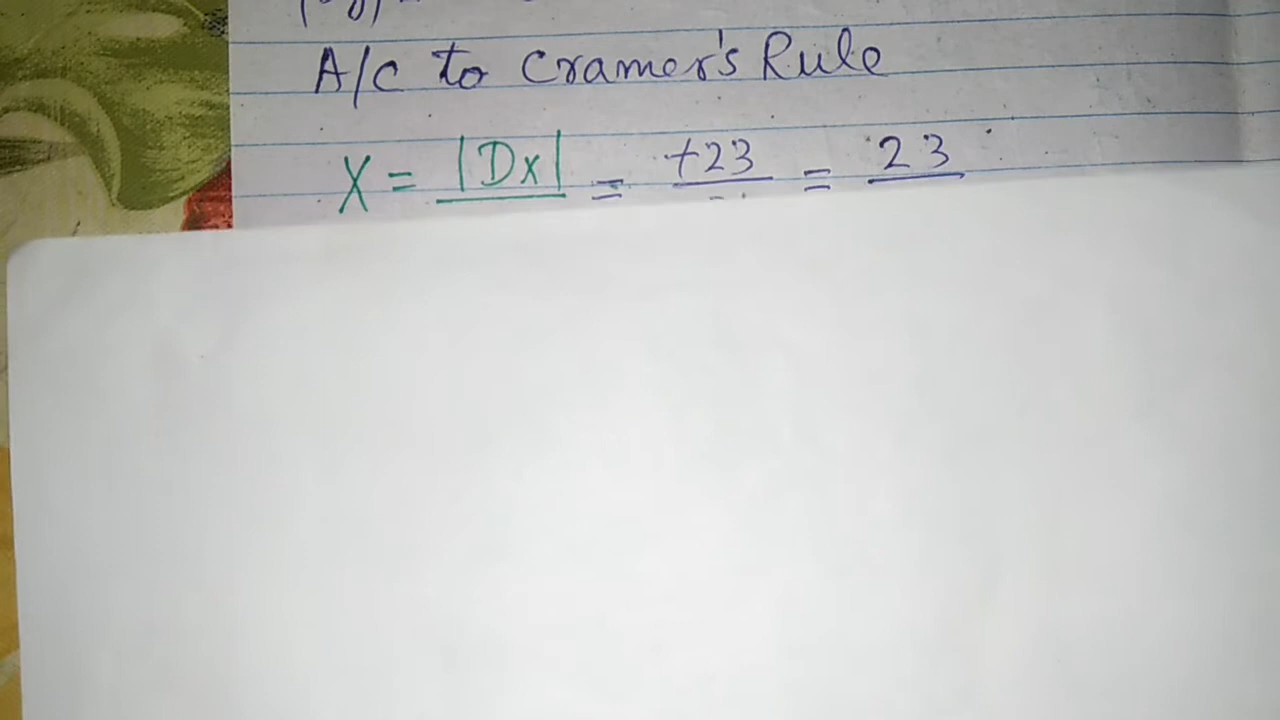 A/C to Cramer's Rule
X = |Dx| = +23 = 23